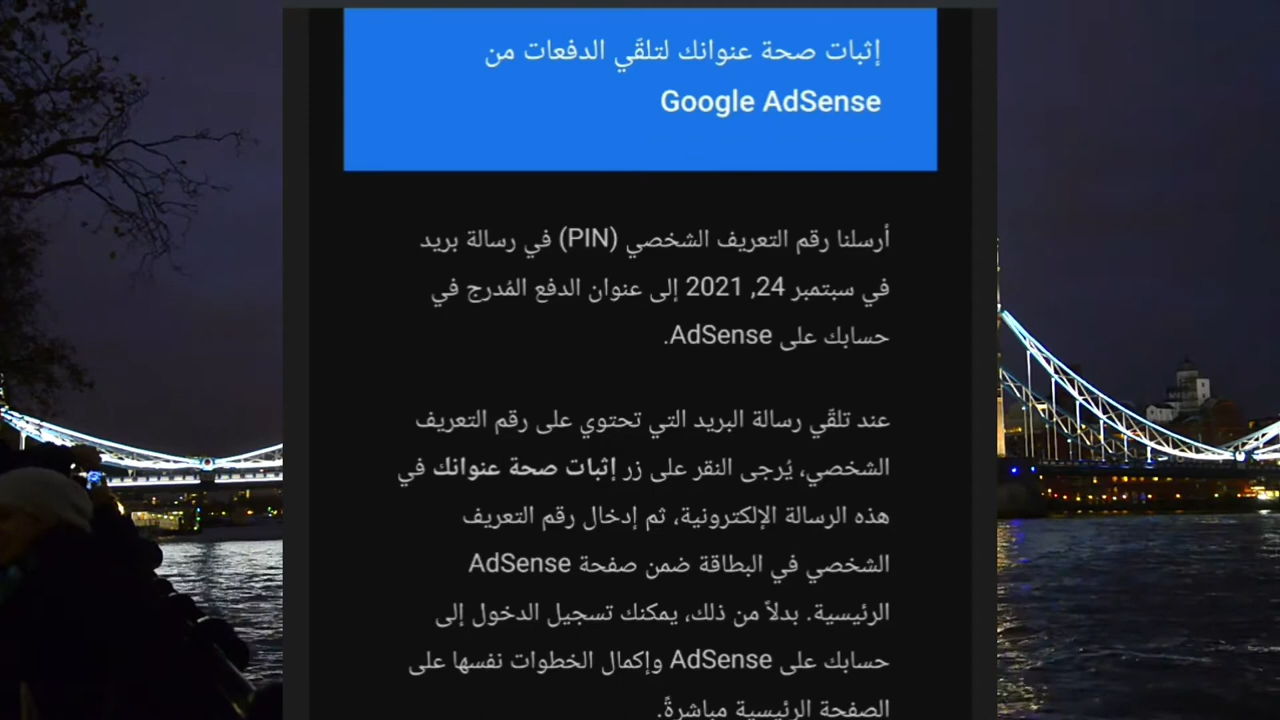 إثبات صحة عنوانك لتلقَّي الدفعات من
Google AdSense
أرسلنا رقم التعريف الشخصي (PIN) في رسالة بريد
في سبتمبر 24, 2021 إلى عنوان الدفع المُدرج في
حسابك على AdSense.
عند تلقَّي رسالة البريد التي تحتوي على رقم التعريف
الشخصي، يُرجى النقر على زر إثبات صحة عنوانك في
هذه الرسالة الإلكترونية، ثم إدخال رقم التعريف
الشخصي في البطاقة ضمن صفحة AdSense
الرئيسية. بدلاً من ذلك، يمكنك تسجيل الدخول إلى
حسابك على AdSense وإكمال الخطوات نفسها على
الصفحة الرئيسية مباشرةً.